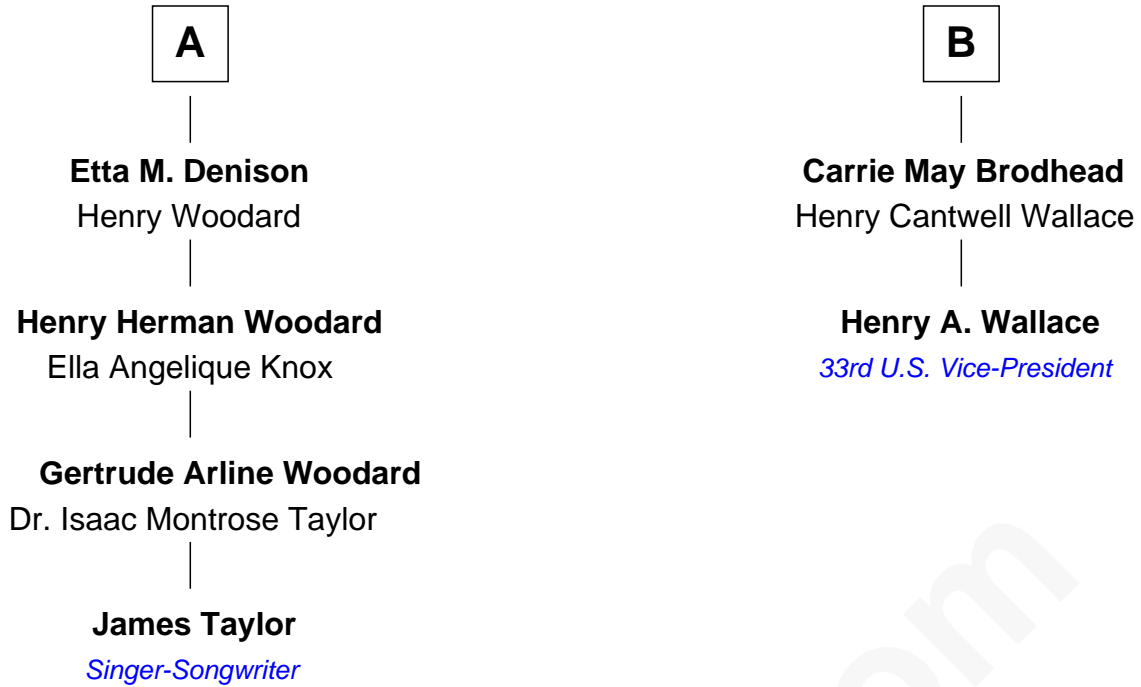 A
B
Etta M. Denison
Henry Woodard
Carrie May Brodhead
Henry Cantwell Wallace
Henry Herman Woodard
Ella Angelique Knox
Henry A. Wallace
33rd U.S. Vice-President
Gertrude Arline Woodard
Dr. Isaac Montrose Taylor
James Taylor
Singer-Songwriter
om